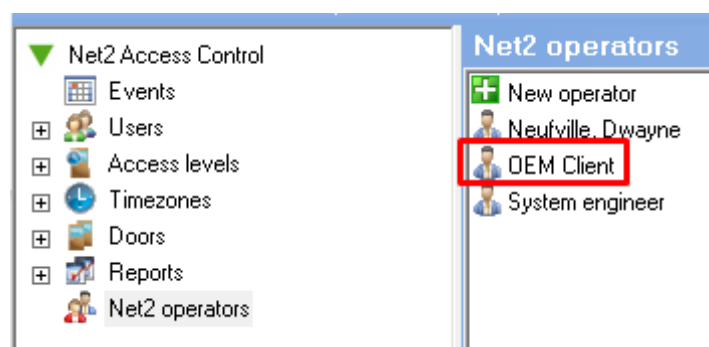 Net2 Access Control
Events
Users
Access levels
Timezones
Doors
Reports
Net2 operators
Net2 operators
New operator
Neufville, Dwayne
OEM Client
System engineer